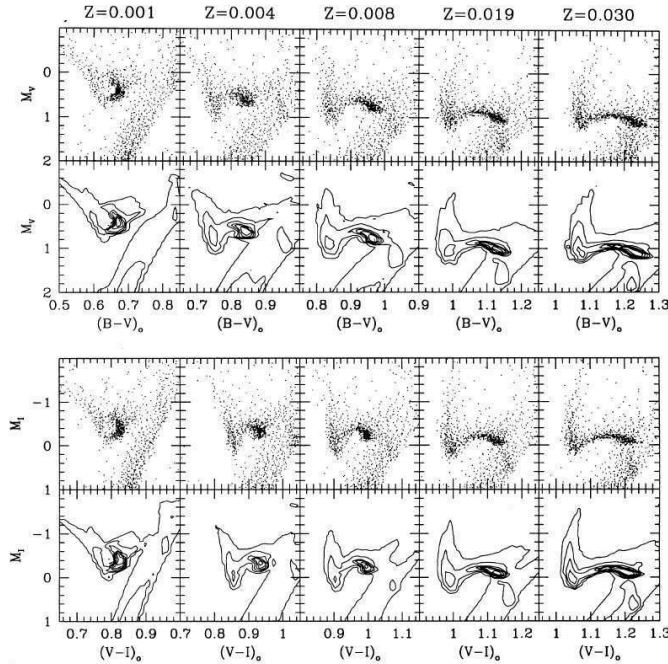 Z=0.001 Z=0.004 Z=0.008 Z=0.019 Z=0.030
0
1
2
Mᵥ
0
1
2
Mᵥ
0.5 0.6 0.7 0.8 0.7 0.8 0.9 0.8 0.9 1 0.9 1 1.1 1.2 1 1.1 1.2 1.3
(B−V)ₒ (B−V)ₒ (B−V)ₒ (B−V)ₒ (B−V)ₒ
−1
0
1
M_I
−1
0
1
M_I
0.7 0.8 0.9 0.7 0.8 0.9 1 0.9 1 1.1 1 1.1 1.2 1 1.1 1.2 1.3
(V−I)ₒ (V−I)ₒ (V−I)ₒ (V−I)ₒ (V−I)ₒ